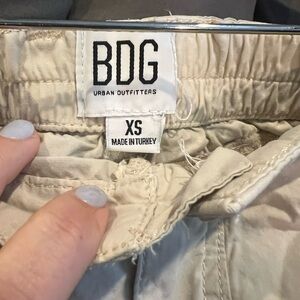 BDG
URBAN OUTFITTERS
XS
MADE IN TURKEY